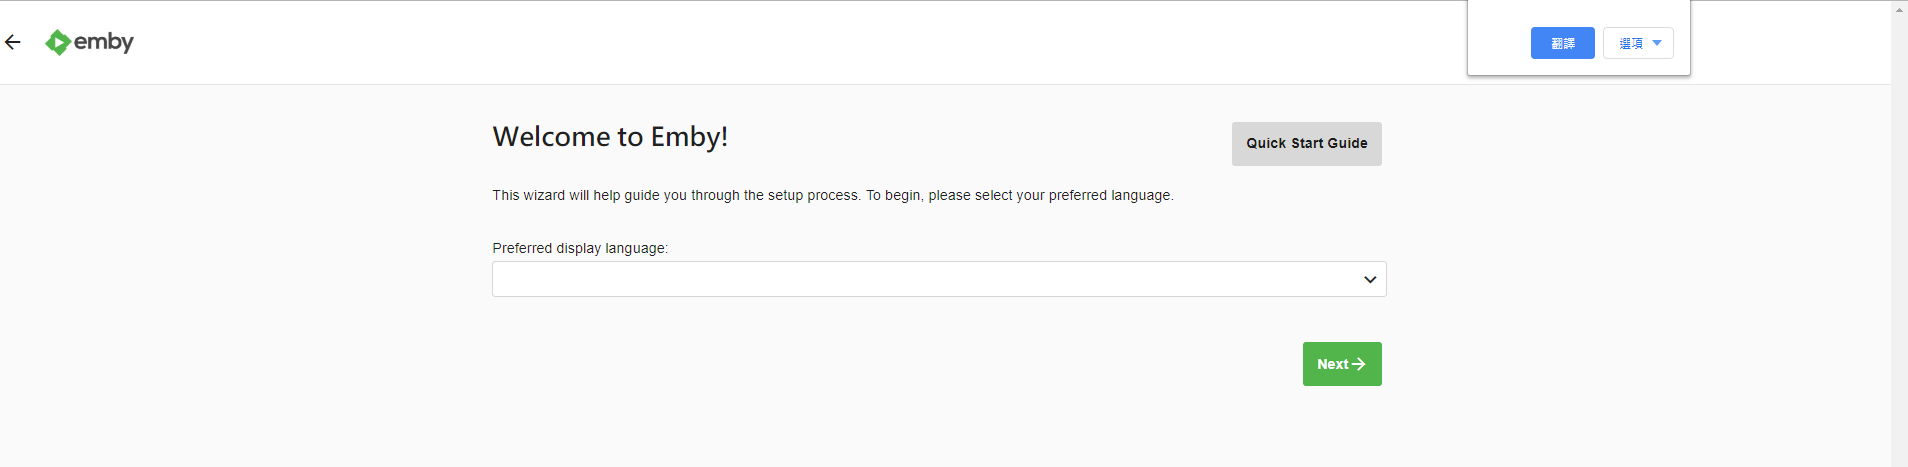 emby
翻譯
選項
Welcome to Emby!
Quick Start Guide
This wizard will help guide you through the setup process. To begin, please select your preferred language.
Preferred display language:
Next